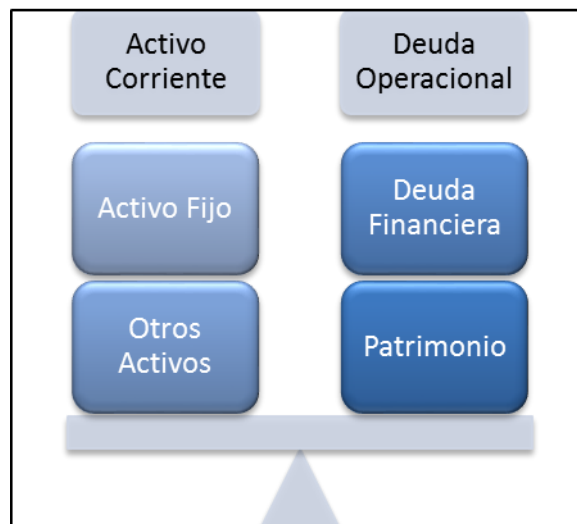 Activo
Corriente
Deuda
Operacional
Activo Fijo
Deuda
Financiera
Otros
Activos
Patrimonio